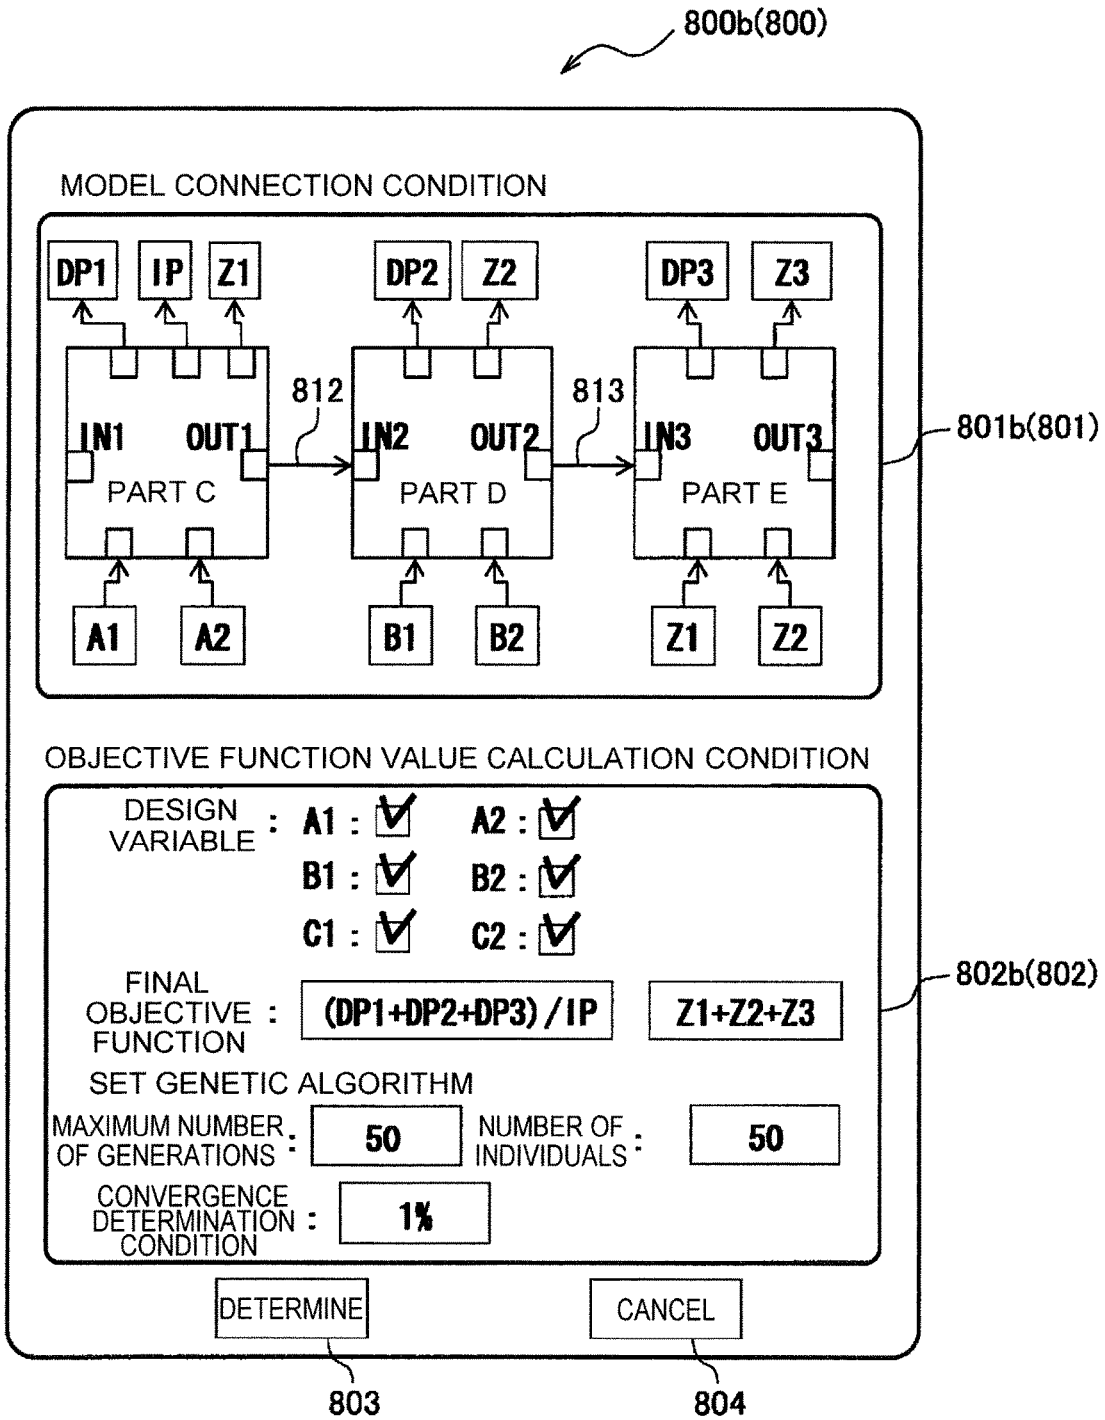 800b(800)
MODEL CONNECTION CONDITION
DP1 IP Z1 DP2 Z2 DP3 Z3
812 813
IN1 OUT1 IN2 OUT2 IN3 OUT3
801b(801)
PART C PART D PART E
A1 A2 B1 B2 Z1 Z2
OBJECTIVE FUNCTION VALUE CALCULATION CONDITION
DESIGN
VARIABLE : A1 : A2 :
B1 : B2 :
C1 : C2 :
802b(802)
FINAL
OBJECTIVE : (DP1+DP2+DP3)/IP Z1+Z2+Z3
FUNCTION
SET GENETIC ALGORITHM
MAXIMUM NUMBER
OF GENERATIONS : 50
NUMBER OF
INDIVIDUALS : 50
CONVERGENCE
DETERMINATION : 1%
CONDITION
DETERMINE CANCEL
803 804